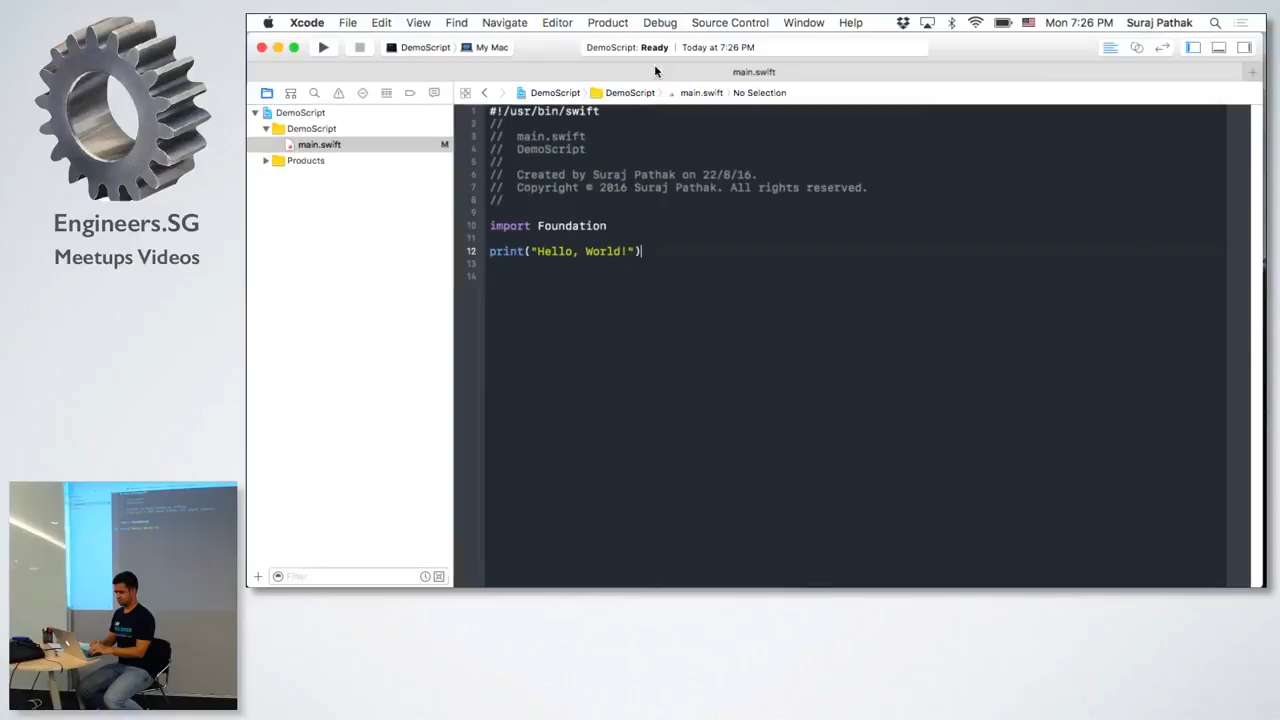 Engineers.SG
Meetups Videos
Xcode File Edit View Find Navigate Editor Product Debug Source Control Window Help Mon 7:26 PM Suraj Pathak
DemoScript My Mac DemoScript: Ready Today at 7:26 PM
main.swift
DemoScript DemoScript main.swift No Selection
DemoScript
DemoScript
main.swift M
Products
Filter
1 #!/usr/bin/swift
2 //
3 // main.swift
4 // DemoScript
5 //
6 // Created by Suraj Pathak on 22/8/16.
7 // Copyright © 2016 Suraj Pathak. All rights reserved.
8 //
9
10 import Foundation
11
12 print("Hello, World!")
13
14